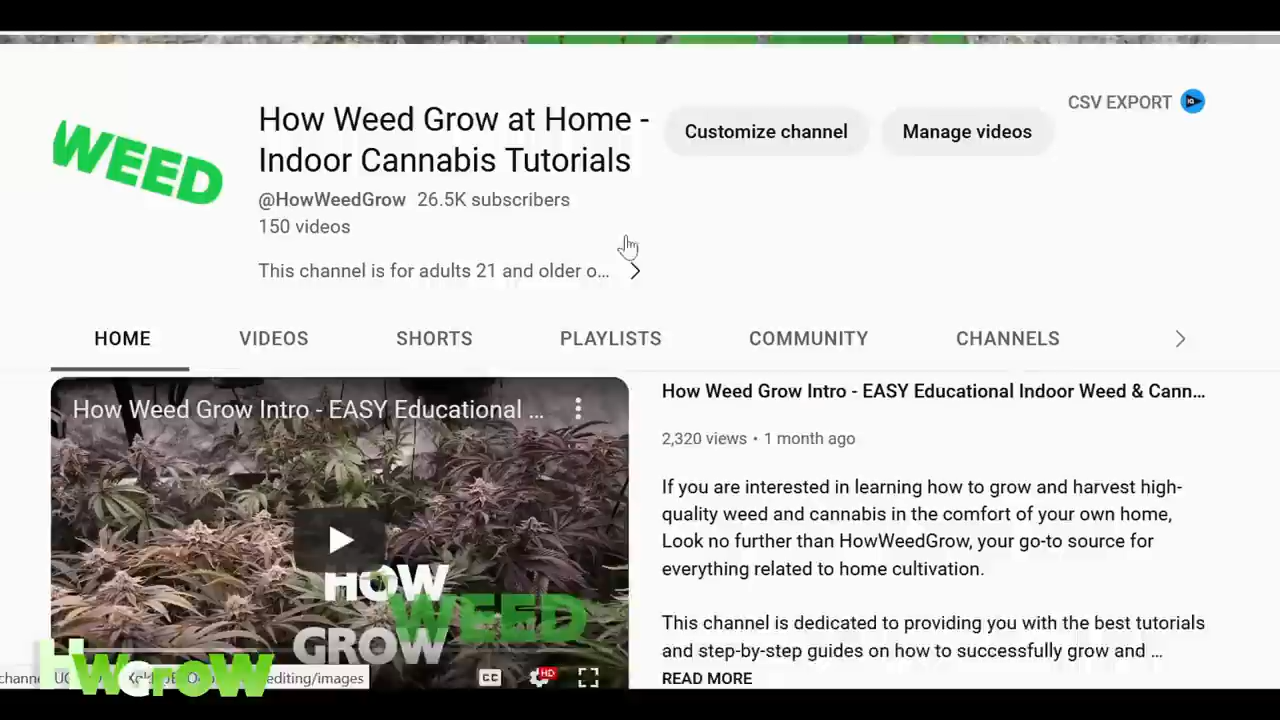 CSV EXPORT
WEED
How Weed Grow at Home -
Indoor Cannabis Tutorials
Customize channel
Manage videos
@HowWeedGrow 26.5K subscribers
150 videos
This channel is for adults 21 and older o...
HOME VIDEOS SHORTS PLAYLISTS COMMUNITY CHANNELS
How Weed Grow Intro - EASY Educational ...
HOW
WEED
GROW
CC HD
How Weed Grow Intro - EASY Educational Indoor Weed & Cann...
2,320 views • 1 month ago
If you are interested in learning how to grow and harvest high-
quality weed and cannabis in the comfort of your own home,
Look no further than HowWeedGrow, your go-to source for
everything related to home cultivation.
This channel is dedicated to providing you with the best tutorials
and step-by-step guides on how to successfully grow and ...
READ MORE
HWGroW
editing/images